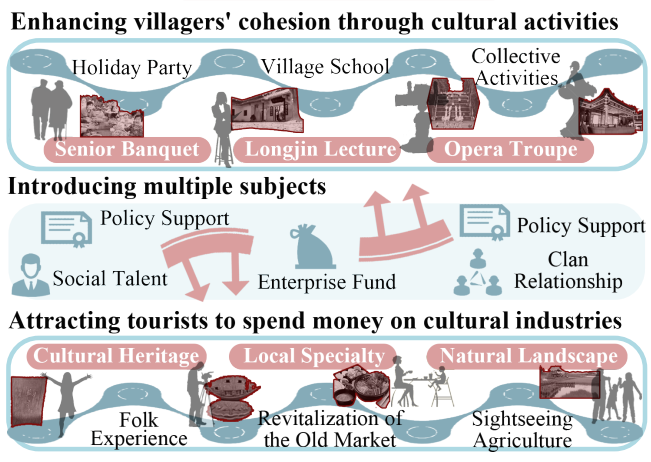 Enhancing villagers' cohesion through cultural activities
Holiday Party
Village School
Collective
Activities
Senior Banquet
Longjin Lecture
Opera Troupe
Introducing multiple subjects
Policy Support
Social Talent
Enterprise Fund
Policy Support
Clan
Relationship
Attracting tourists to spend money on cultural industries
Cultural Heritage
Local Specialty
Natural Landscape
Folk
Experience
Revitalization of
the Old Market
Sightseeing
Agriculture